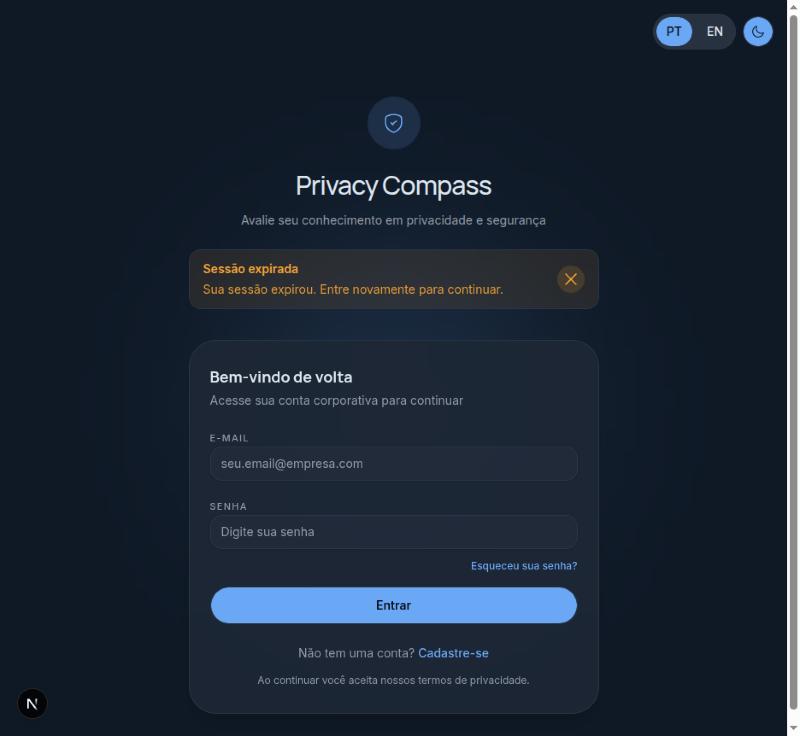 PT EN
Privacy Compass
Avalie seu conhecimento em privacidade e segurança
Sessão expirada
Sua sessão expirou. Entre novamente para continuar.
Bem-vindo de volta
Acesse sua conta corporativa para continuar
E-MAIL
seu.email@empresa.com
SENHA
Digite sua senha
Esqueceu sua senha?
Entrar
Não tem uma conta? Cadastre-se
Ao continuar você aceita nossos termos de privacidade.
N